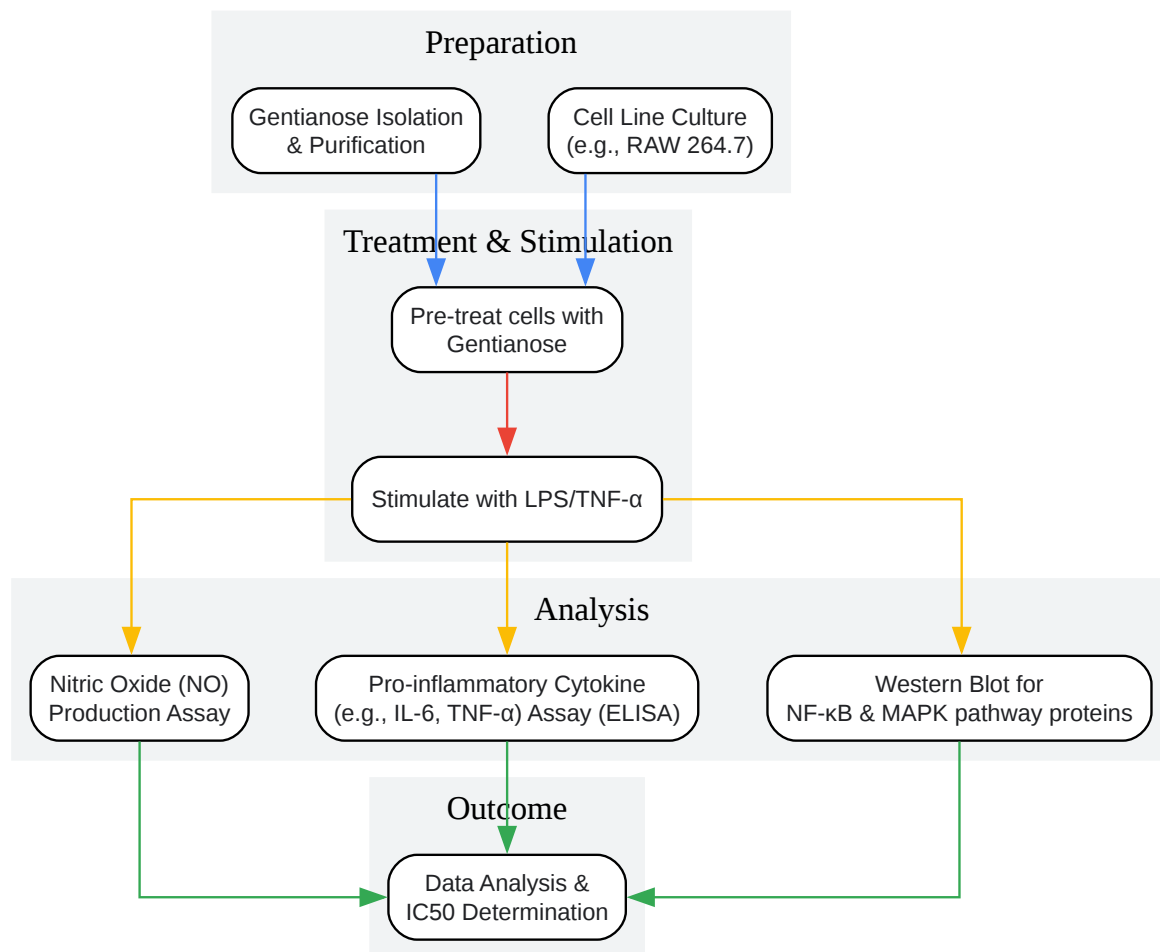 Preparation
Gentianose Isolation
& Purification
Cell Line Culture
(e.g., RAW 264.7)
Treatment & Stimulation
Pre-treat cells with
Gentianose
Stimulate with LPS/TNF-α
Analysis
Nitric Oxide (NO)
Production Assay
Pro-inflammatory Cytokine
(e.g., IL-6, TNF-α) Assay (ELISA)
Western Blot for
NF-κB & MAPK pathway proteins
Outcome
Data Analysis &
IC50 Determination